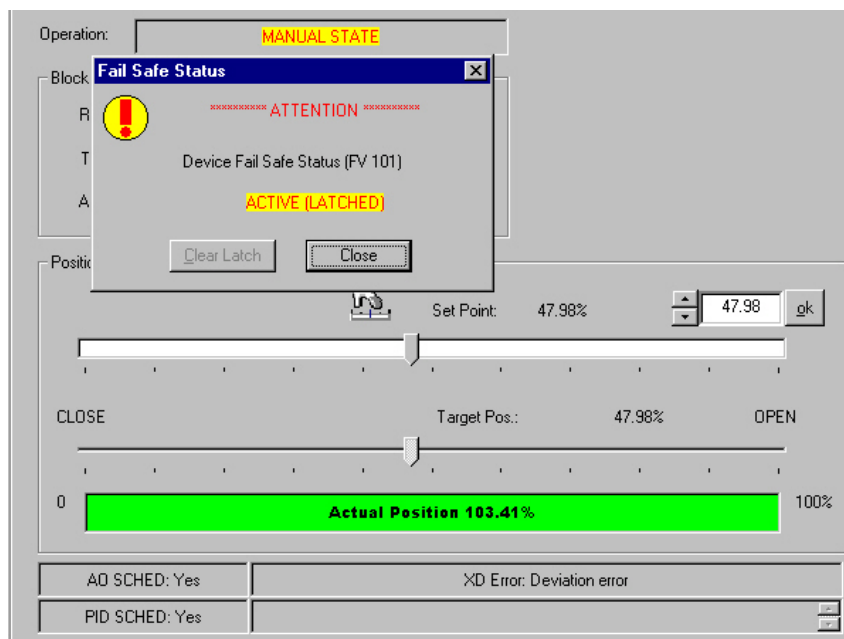 Operation:
MANUAL STATE
Fail Safe Status
Block
R
********** ATTENTION **********
T
Device Fail Safe Status (FV 101)
A
ACTIVE (LATCHED)
Clear Latch
Close
Positic
Set Point:
47.98%
47.98
ok
CLOSE
Target Pos.:
47.98%
OPEN
0
Actual Position 103.41%
100%
AO SCHED: Yes
XD Error: Deviation error
PID SCHED: Yes